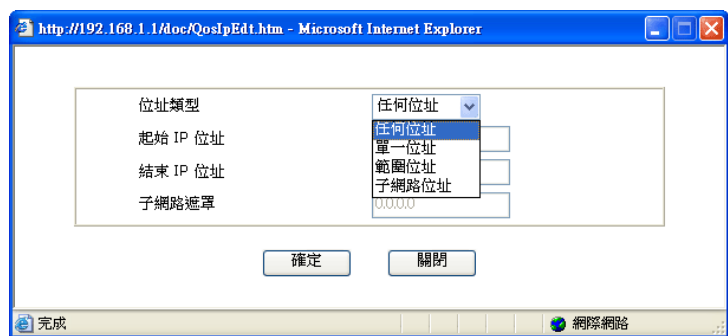 http://192.168.1.1/doc/QosIpEdt.htm - Microsoft Internet Explorer
位址類型 任何位址
任何位址
起始 IP 位址
單一位址
範圍位址
結束 IP 位址
子網路位址
子網路遮罩 0.0.0.0
確定 關閉
完成 網際網路